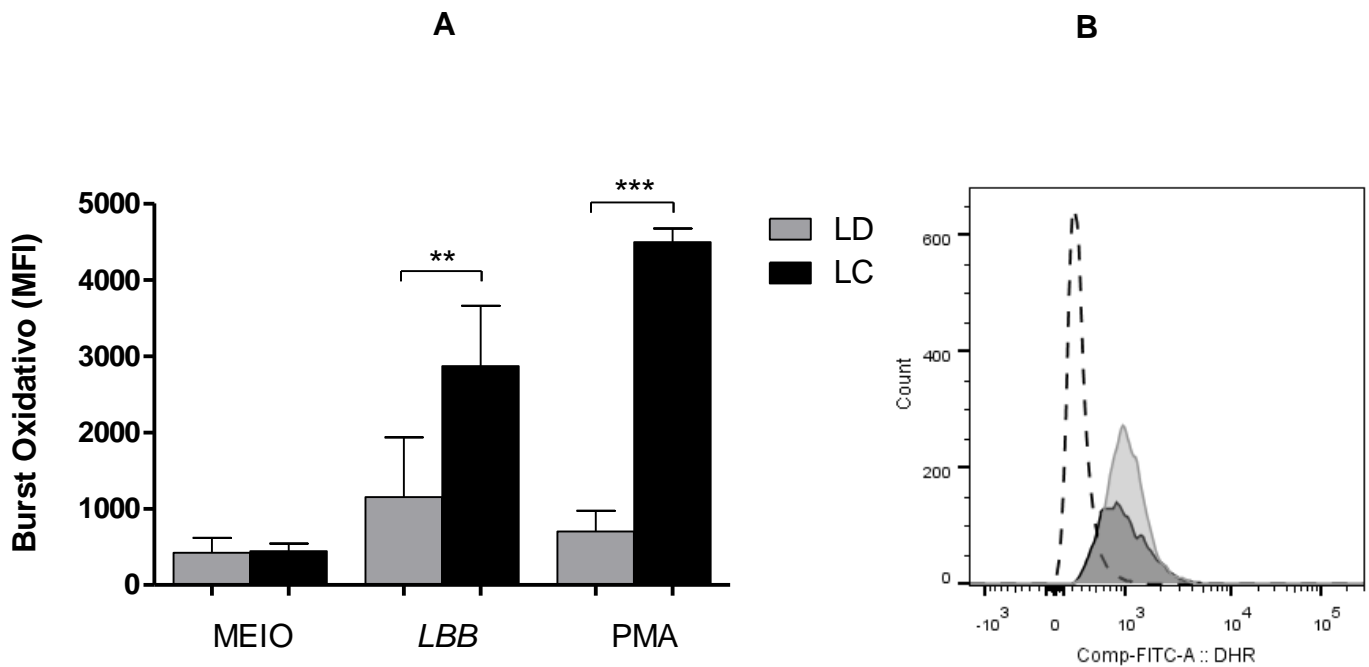 A
B
Burst Oxidativo (MFI)
5000
4000
3000
2000
1000
0
**
***
LD
LC
MEIO
LBB
PMA
Count
600
400
200
0
-10 3
0
10 3
10 4
10 5
Comp-FITC-A :: DHR